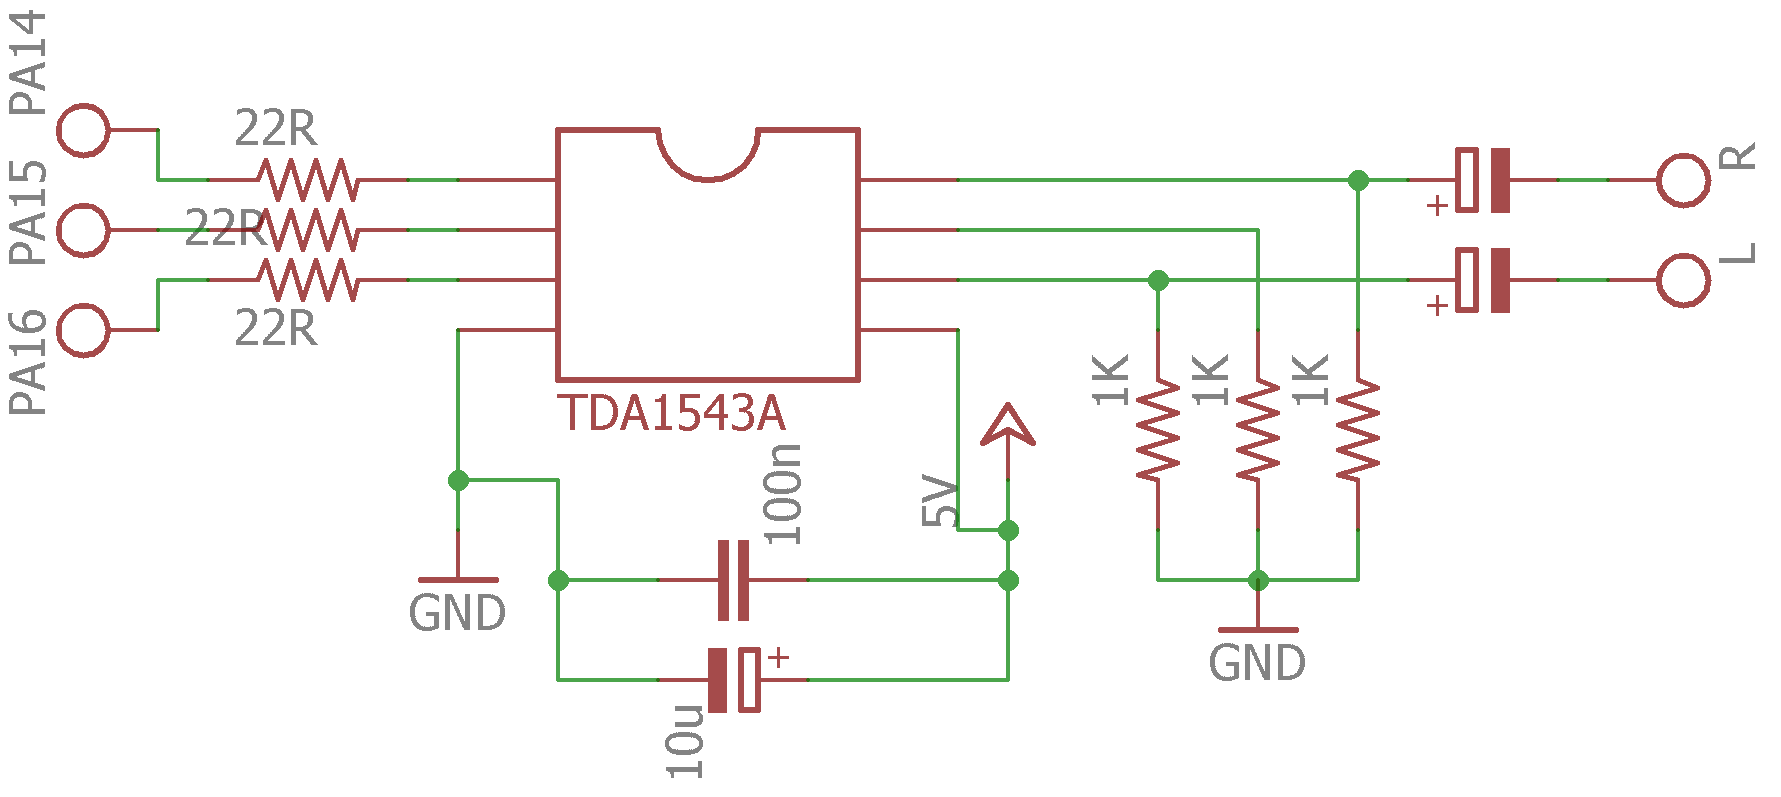 PA14
22R
PA15
22R
PA16
22R
R
+
L
+
TDA1543A
1K
1K
1K
100n
5V
GND
+
GND
10u